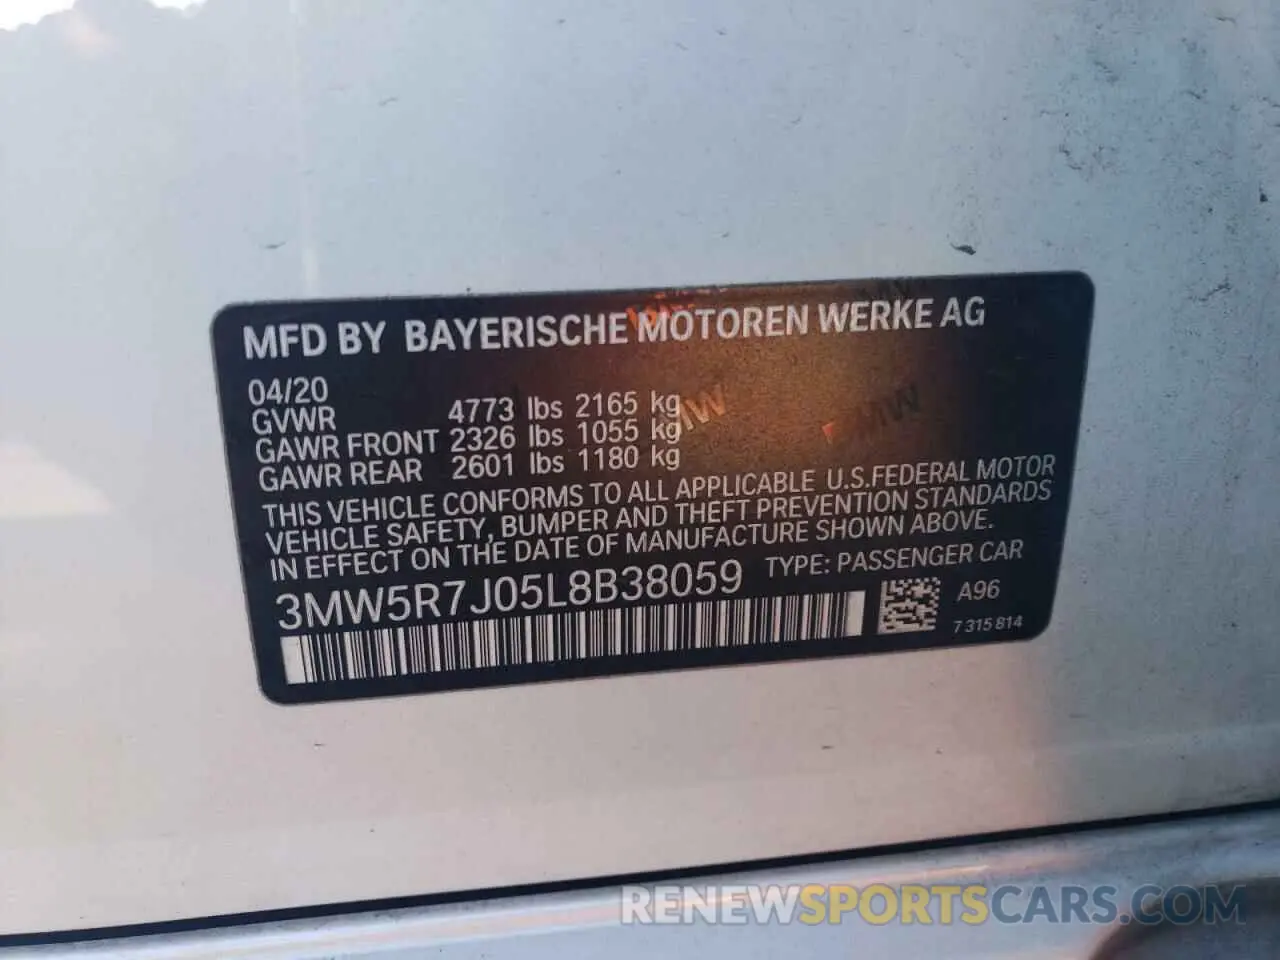 MFD BY BAYERISCHE MOTOREN WERKE AG
04/20
GVWR 4773 lbs 2165 kg
GAWR FRONT 2326 lbs 1055 kg
GAWR REAR 2601 lbs 1180 kg
THIS VEHICLE CONFORMS TO ALL APPLICABLE U.S.FEDERAL MOTOR
VEHICLE SAFETY, BUMPER AND THEFT PREVENTION STANDARDS
IN EFFECT ON THE DATE OF MANUFACTURE SHOWN ABOVE.
3MW5R7J05L8B38059 TYPE: PASSENGER CAR
A96
7 315 814
RENEWSPORTSCARS.COM